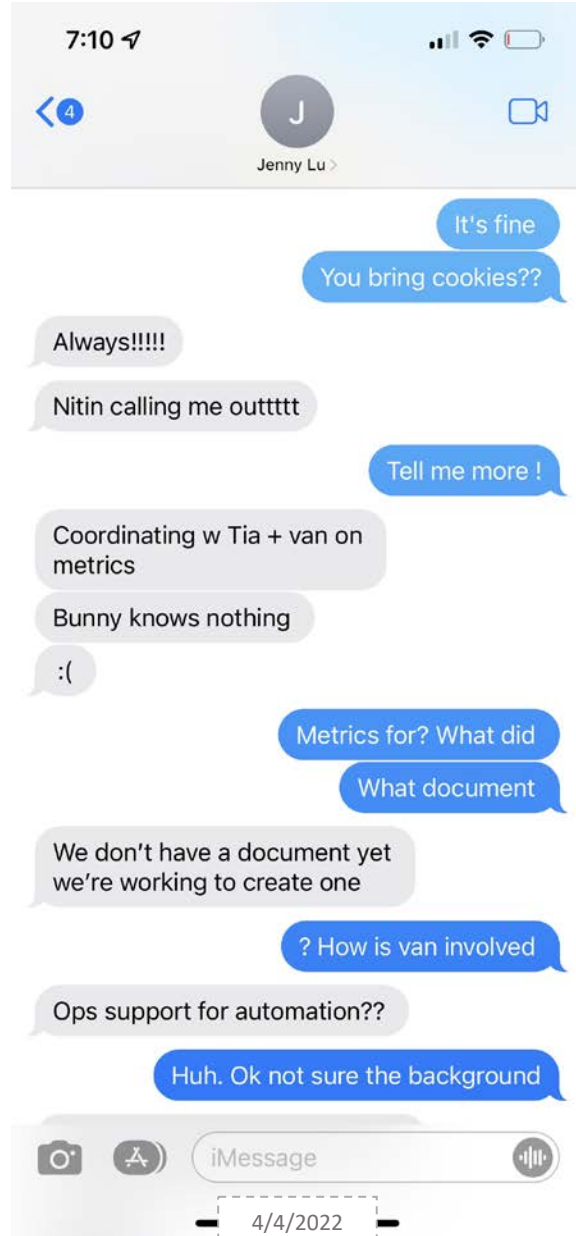 7:10
4
J
Jenny Lu
It's fine
You bring cookies??
Always!!!!!
Nitin calling me outtttt
Tell me more !
Coordinating w Tia + van on
metrics
Bunny knows nothing
:(
Metrics for? What did
What document
We don't have a document yet
we're working to create one
? How is van involved
Ops support for automation??
Huh. Ok not sure the background
iMessage
4/4/2022